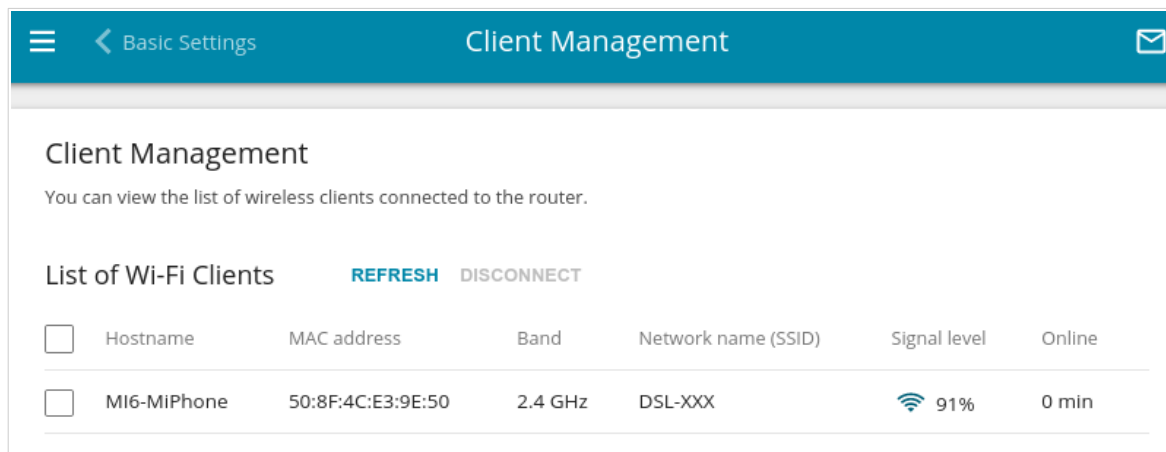 Basic Settings Client Management
Client Management
You can view the list of wireless clients connected to the router.
List of Wi-Fi Clients REFRESH DISCONNECT
Hostname MAC address Band Network name (SSID) Signal level Online
MI6-MiPhone 50:8F:4C:E3:9E:50 2.4 GHz DSL-XXX 91% 0 min